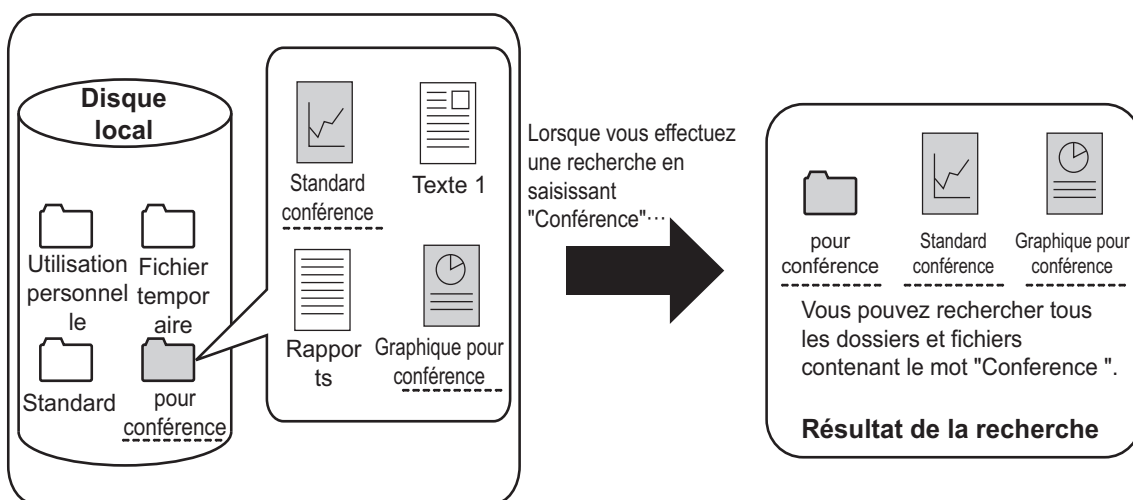 Disque
local
Utilisation
personnel
le
Fichier
tempor
aire
Standard
pour
conférence
Standard
conférence
Texte 1
Rappor
ts
Graphique pour
conférence
Lorsque vous effectuez
une recherche en
saisissant
"Conférence"…
pour
conférence
Standard
conférence
Graphique pour
conférence
Vous pouvez rechercher tous
les dossiers et fichiers
contenant le mot "Conference ".
Résultat de la recherche